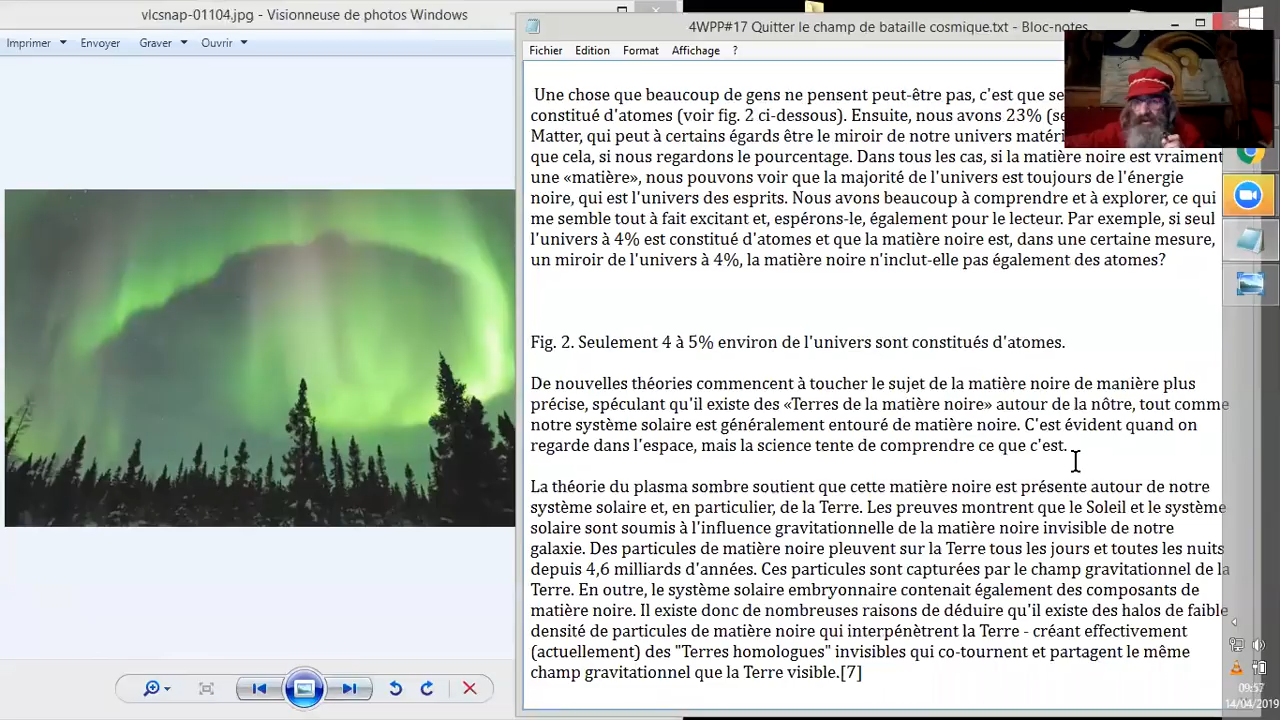 vlcsnap-01104.jpg - Visionneuse de photos Windows
Imprimer Envoyer Graver Ouvrir
4WPP#17 Quitter le champ de bataille cosmique.txt - Bloc-notes
Fichier Edition Format Affichage ?
Une chose que beaucoup de gens ne pensent peut-être pas, c'est que se
constitué d'atomes (voir fig. 2 ci-dessous). Ensuite, nous avons 23% (se
Matter, qui peut à certains égards être le miroir de notre univers matéri
que cela, si nous regardons le pourcentage. Dans tous les cas, si la matière noire est vraiment
une «matière», nous pouvons voir que la majorité de l'univers est toujours de l'énergie
noire, qui est l'univers des esprits. Nous avons beaucoup à comprendre et à explorer, ce qui
me semble tout à fait excitant et, espérons-le, également pour le lecteur. Par exemple, si seul
l'univers à 4% est constitué d'atomes et que la matière noire est, dans une certaine mesure,
un miroir de l'univers à 4%, la matière noire n'inclut-elle pas également des atomes?
Fig. 2. Seulement 4 à 5% environ de l'univers sont constitués d'atomes.
De nouvelles théories commencent à toucher le sujet de la matière noire de manière plus
précise, spéculant qu'il existe des «Terres de la matière noire» autour de la nôtre, tout comme
notre système solaire est généralement entouré de matière noire. C'est évident quand on
regarde dans l'espace, mais la science tente de comprendre ce que c'est.
La théorie du plasma sombre soutient que cette matière noire est présente autour de notre
système solaire et, en particulier, de la Terre. Les preuves montrent que le Soleil et le système
solaire sont soumis à l'influence gravitationnelle de la matière noire invisible de notre
galaxie. Des particules de matière noire pleuvent sur la Terre tous les jours et toutes les nuits
depuis 4,6 milliards d'années. Ces particules sont capturées par le champ gravitationnel de la
Terre. En outre, le système solaire embryonnaire contenait également des composants de
matière noire. Il existe donc de nombreuses raisons de déduire qu'il existe des halos de faible
densité de particules de matière noire qui interpénètrent la Terre - créant effectivement
(actuellement) des "Terres homologues" invisibles qui co-tournent et partagent le même
champ gravitationnel que la Terre visible.[7]
09:57
14/04/2019